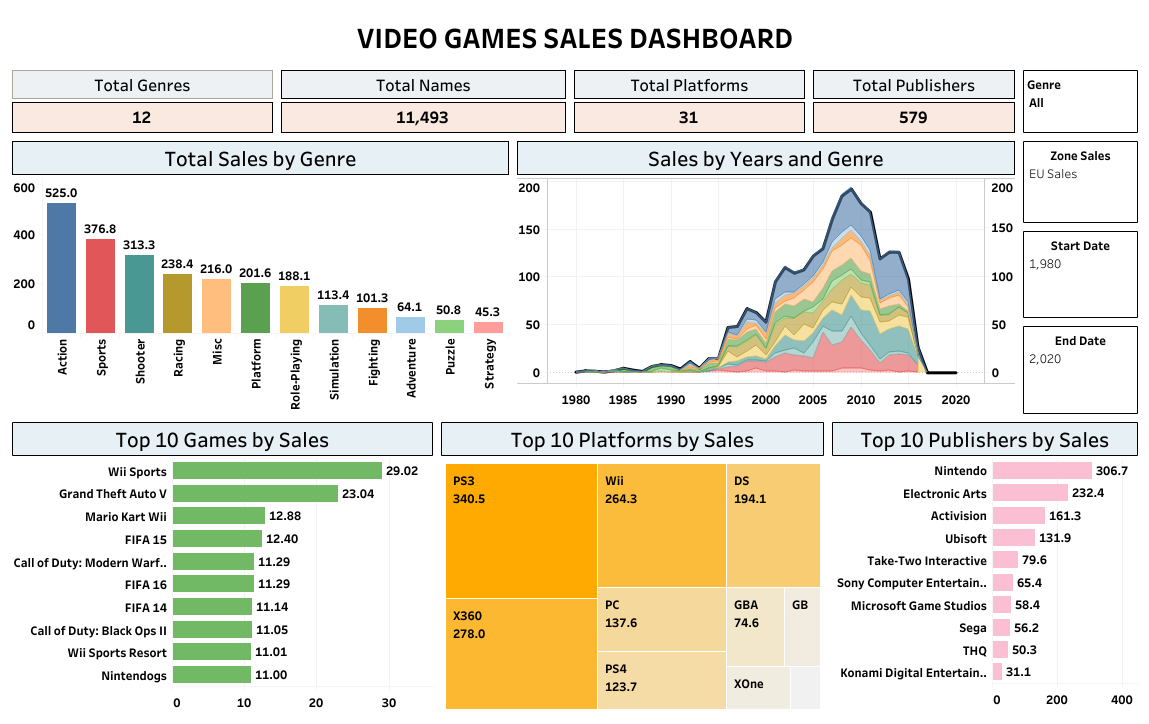 VIDEO GAMES SALES DASHBOARD
Total Genres
12
Total Names
11,493
Total Platforms
31
Total Publishers
579
Genre
All
Total Sales by Genre
600
400
200
0
525.0
376.8
313.3
238.4
216.0
201.6
188.1
113.4
101.3
64.1
50.8
45.3
Action
Sports
Shooter
Racing
Misc
Platform
Role-Playing
Simulation
Fighting
Adventure
Puzzle
Strategy
Sales by Years and Genre
200
150
100
50
0
200
150
100
50
0
1980
1985
1990
1995
2000
2005
2010
2015
2020
Zone Sales
EU Sales
Start Date
1,980
End Date
2,020
Top 10 Games by Sales
Wii Sports 29.02
Grand Theft Auto V 23.04
Mario Kart Wii 12.88
FIFA 15 12.40
Call of Duty: Modern Warf.. 11.29
FIFA 16 11.29
FIFA 14 11.14
Call of Duty: Black Ops II 11.05
Wii Sports Resort 11.01
Nintendogs 11.00
0 10 20 30
Top 10 Platforms by Sales
PS3
340.5
X360
278.0
Wii
264.3
PC
137.6
PS4
123.7
DS
194.1
GBA
74.6
GB
XOne
Top 10 Publishers by Sales
Nintendo 306.7
Electronic Arts 232.4
Activision 161.3
Ubisoft 131.9
Take-Two Interactive 79.6
Sony Computer Entertain.. 65.4
Microsoft Game Studios 58.4
Sega 56.2
THQ 50.3
Konami Digital Entertain.. 31.1
0 200 400